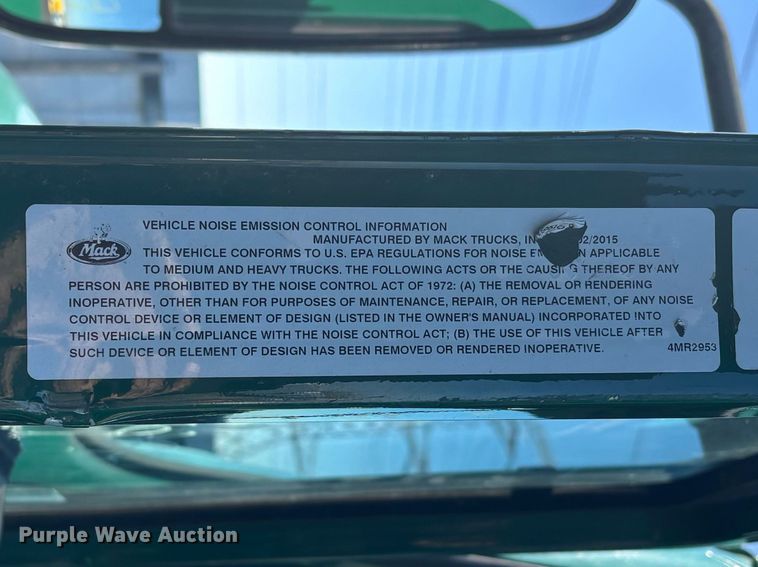 VEHICLE NOISE EMISSION CONTROL INFORMATION
MANUFACTURED BY MACK TRUCKS, 02/2015
Mack
THIS VEHICLE CONFORMS TO U.S. EPA REGULATIONS FOR NOISE APPLICABLE
TO MEDIUM AND HEAVY TRUCKS. THE FOLLOWING ACTS OR THE CAUSING THEREOF BY ANY
PERSON ARE PROHIBITED BY THE NOISE CONTROL ACT OF 1972: (A) THE REMOVAL OR RENDERING
INOPERATIVE, OTHER THAN FOR PURPOSES OF MAINTENANCE, REPAIR, OR REPLACEMENT, OF ANY NOISE
CONTROL DEVICE OR ELEMENT OF DESIGN (LISTED IN THE OWNER'S MANUAL) INCORPORATED INTO
THIS VEHICLE IN COMPLIANCE WITH THE NOISE CONTROL ACT; (B) THE USE OF THIS VEHICLE AFTER
SUCH DEVICE OR ELEMENT OF DESIGN HAS BEEN REMOVED OR RENDERED INOPERATIVE.
4MR2953
Purple Wave Auction